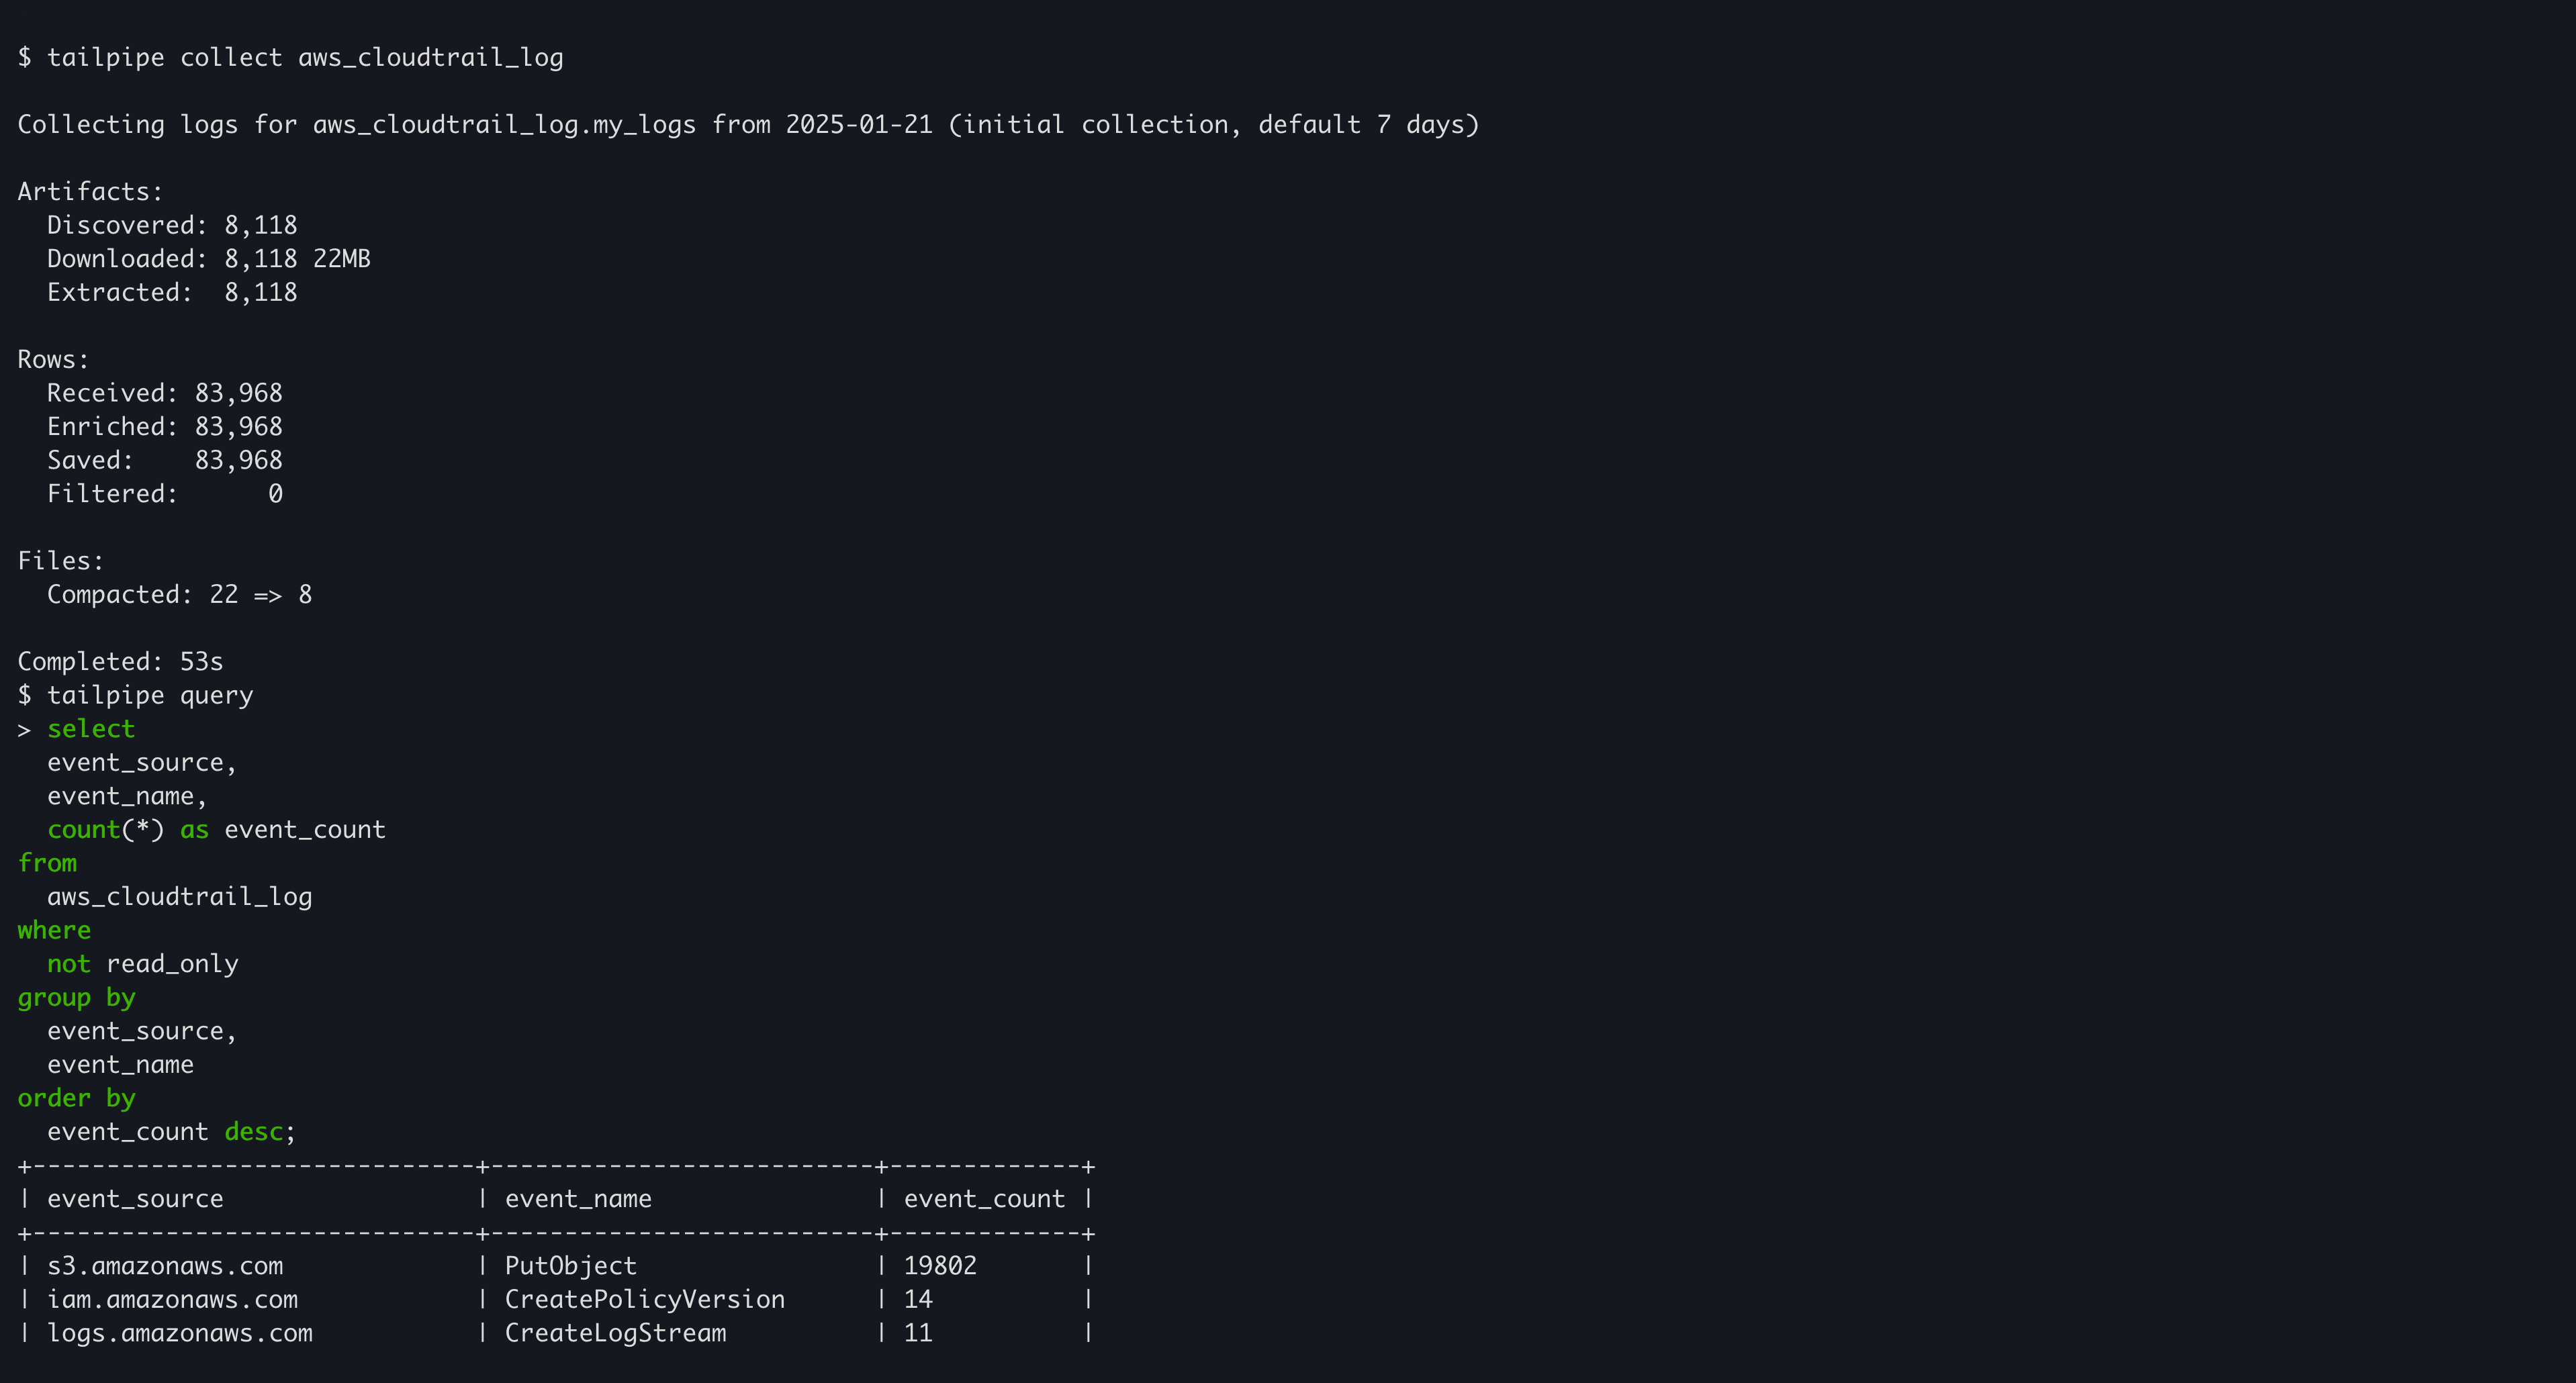 $ tailpipe collect aws_cloudtrail_log
Collecting logs for aws_cloudtrail_log.my_logs from 2025-01-21 (initial collection, default 7 days)
Artifacts:
  Discovered: 8,118
  Downloaded: 8,118 22MB
  Extracted:  8,118
Rows:
  Received: 83,968
  Enriched: 83,968
  Saved:    83,968
  Filtered:      0
Files:
  Compacted: 22 => 8
Completed: 53s
$ tailpipe query
> select
  event_source,
  event_name,
  count(*) as event_count
from
  aws_cloudtrail_log
where
  not read_only
group by
  event_source,
  event_name
order by
  event_count desc;
+------------------------------+--------------------------+-------------+
| event_source                 | event_name               | event_count |
+------------------------------+--------------------------+-------------+
| s3.amazonaws.com             | PutObject                | 19802       |
| iam.amazonaws.com            | CreatePolicyVersion      | 14          |
| logs.amazonaws.com           | CreateLogStream          | 11          |